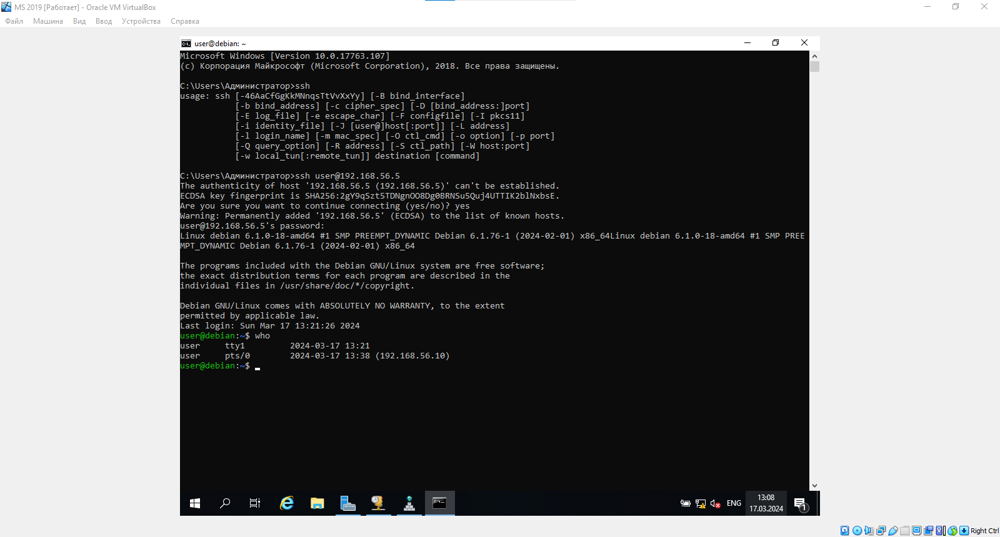 MS 2019 [Работает] - Oracle VM VirtualBox
Файл Машина Вид Ввод Устройства Справка
user@debian: ~
Microsoft Windows [Version 10.0.17763.107]
(c) Корпорация Майкрософт (Microsoft Corporation), 2018. Все права защищены.
C:\Users\Администратор>ssh
usage: ssh [-46AaCfGgKkMNnqsTtVvXxYy] [-B bind_interface]
[-b bind_address] [-c cipher_spec] [-D [bind_address:]port]
[-E log_file] [-e escape_char] [-F configfile] [-I pkcs11]
[-i identity_file] [-J [user@]host[:port]] [-L address]
[-l login_name] [-m mac_spec] [-O ctl_cmd] [-o option] [-p port]
[-Q query_option] [-R address] [-S ctl_path] [-W host:port]
[-w local_tun[:remote_tun]] destination [command]
C:\Users\Администратор>ssh user@192.168.56.5
The authenticity of host '192.168.56.5 (192.168.56.5)' can't be established.
ECDSA key fingerprint is SHA256:2gY9qSzt5TDNgnOO8Dg0BRNSu5Quj4UTTIK2blNxbsE.
Are you sure you want to continue connecting (yes/no)? yes
Warning: Permanently added '192.168.56.5' (ECDSA) to the list of known hosts.
user@192.168.56.5's password:
Linux debian 6.1.0-18-amd64 #1 SMP PREEMPT_DYNAMIC Debian 6.1.76-1 (2024-02-01) x86_64Linux debian 6.1.0-18-amd64 #1 SMP PREE
MPT_DYNAMIC Debian 6.1.76-1 (2024-02-01) x86_64
The programs included with the Debian GNU/Linux system are free software;
the exact distribution terms for each program are described in the
individual files in /usr/share/doc/*/copyright.
Debian GNU/Linux comes with ABSOLUTELY NO WARRANTY, to the extent
permitted by applicable law.
Last login: Sun Mar 17 13:21:26 2024
user@debian:~$ who
user     tty1         2024-03-17 13:21
user     pts/0        2024-03-17 13:38 (192.168.56.10)
user@debian:~$
ENG
13:08
17.03.2024
1
Right Ctrl